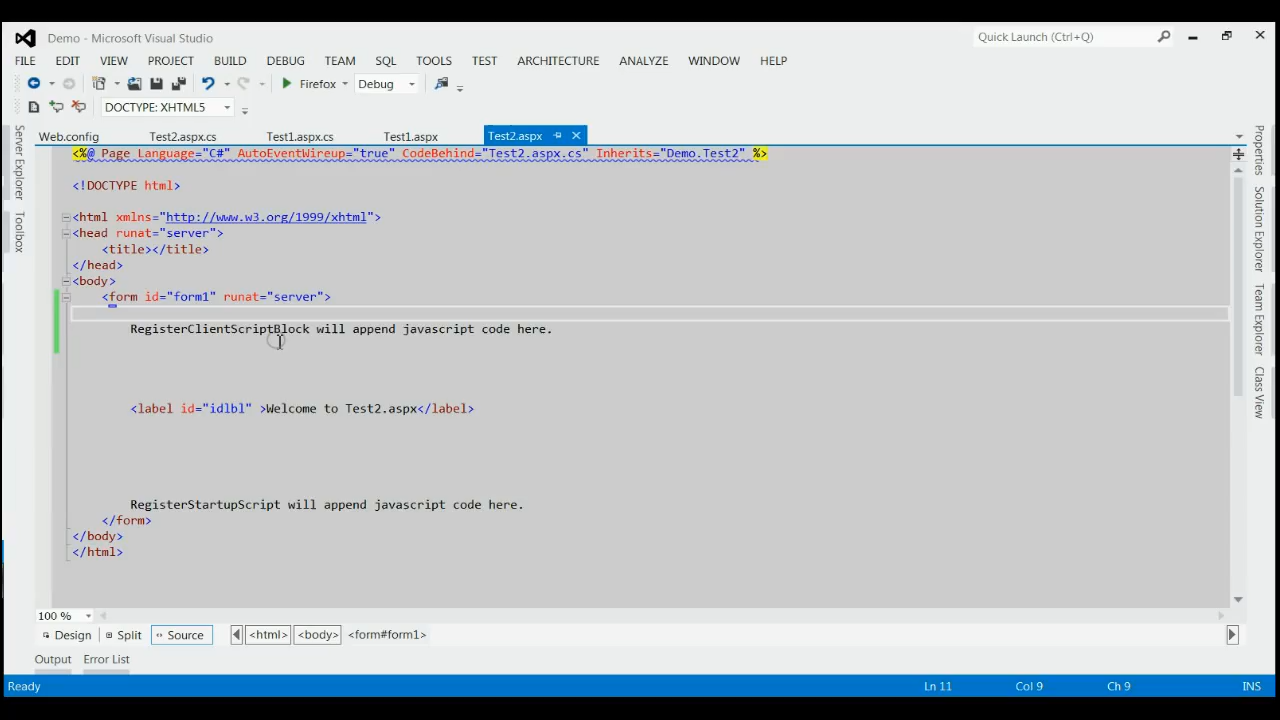 Demo - Microsoft Visual Studio
Quick Launch (Ctrl+Q)
FILE EDIT VIEW PROJECT BUILD DEBUG TEAM SQL TOOLS TEST ARCHITECTURE ANALYZE WINDOW HELP
Firefox Debug
DOCTYPE: XHTML5
Web.config Test2.aspx.cs Test1.aspx.cs Test1.aspx Test2.aspx
Server Explorer
Toolbox
<%@ Page Language="C#" AutoEventWireup="true" CodeBehind="Test2.aspx.cs" Inherits="Demo.Test2" %>
<!DOCTYPE html>
<html xmlns="http://www.w3.org/1999/xhtml">
<head runat="server">
<title></title>
</head>
<body>
<form id="form1" runat="server">
RegisterClientScriptBlock will append javascript code here.
<label id="idlbl" >Welcome to Test2.aspx</label>
RegisterStartupScript will append javascript code here.
</form>
</body>
</html>
Properties
Solution Explorer
Team Explorer
Class View
100 %
Design Split Source <html> <body> <form#form1>
Output Error List
Ready Ln 11 Col 9 Ch 9 INS